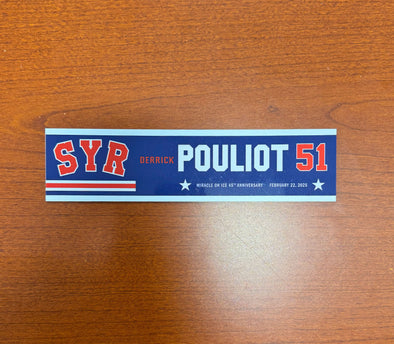 SYR DERRICK POULIOT 51
MIRACLE ON ICE 45TH ANNIVERSARY FEBRUARY 22, 2025